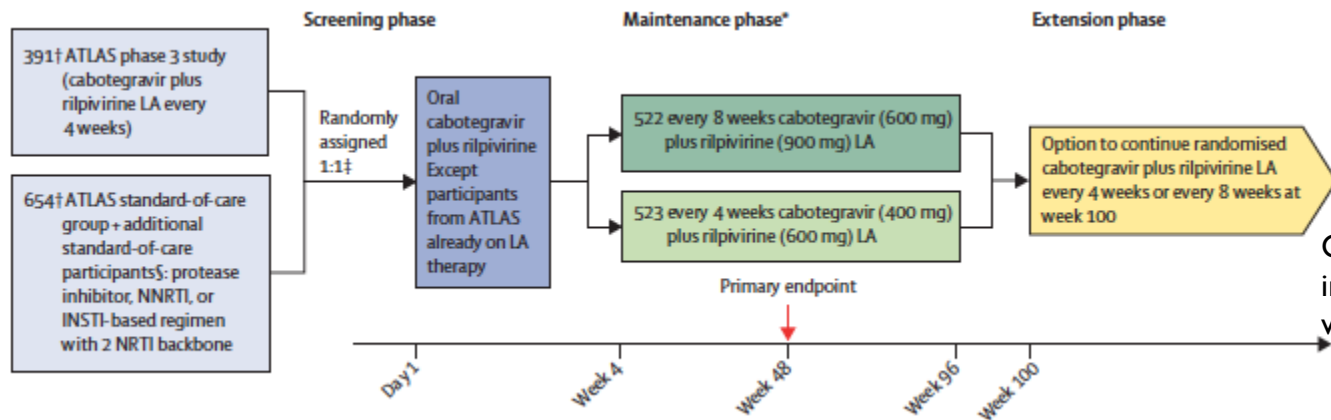 Screening phase
Maintenance phase*
Extension phase
391† ATLAS phase 3 study
(cabotegravir plus
rilpivirine LA every
4 weeks)
654† ATLAS standard-of-care
group + additional
standard-of-care
participants§: protease
inhibitor, NNRTI, or
INSTI-based regimen
with 2 NRTI backbone
Randomly
assigned
1:1‡
Oral
cabotegravir
plus rilpivirine
Except
participants
from ATLAS
already on LA
therapy
522 every 8 weeks cabotegravir (600 mg)
plus rilpivirine (900 mg) LA
523 every 4 weeks cabotegravir (400 mg)
plus rilpivirine (600 mg) LA
Option to continue randomised
cabotegravir plus rilpivirine LA
every 4 weeks or every 8 weeks at
week 100
Primary endpoint
Day 1
Week 4
Week 48
Week 96
Week 100